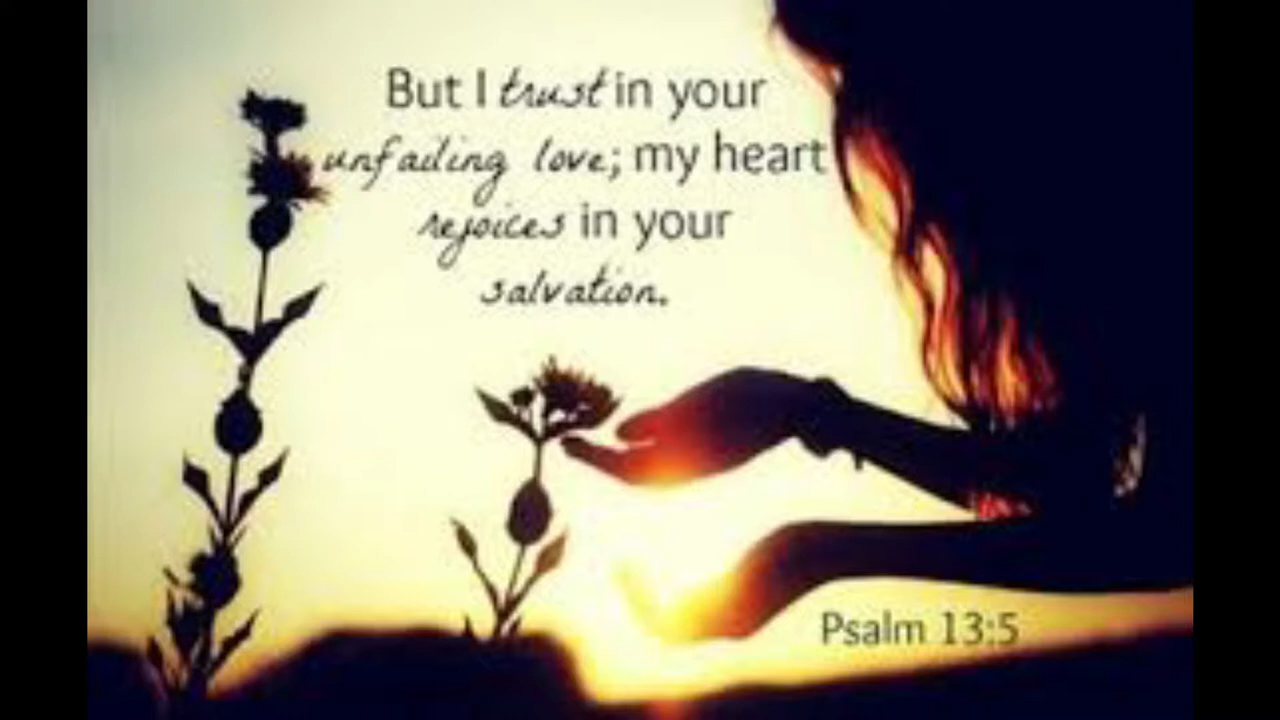 But I trust in your
unfailing love; my heart
rejoices in your
salvation.
Psalm 13:5